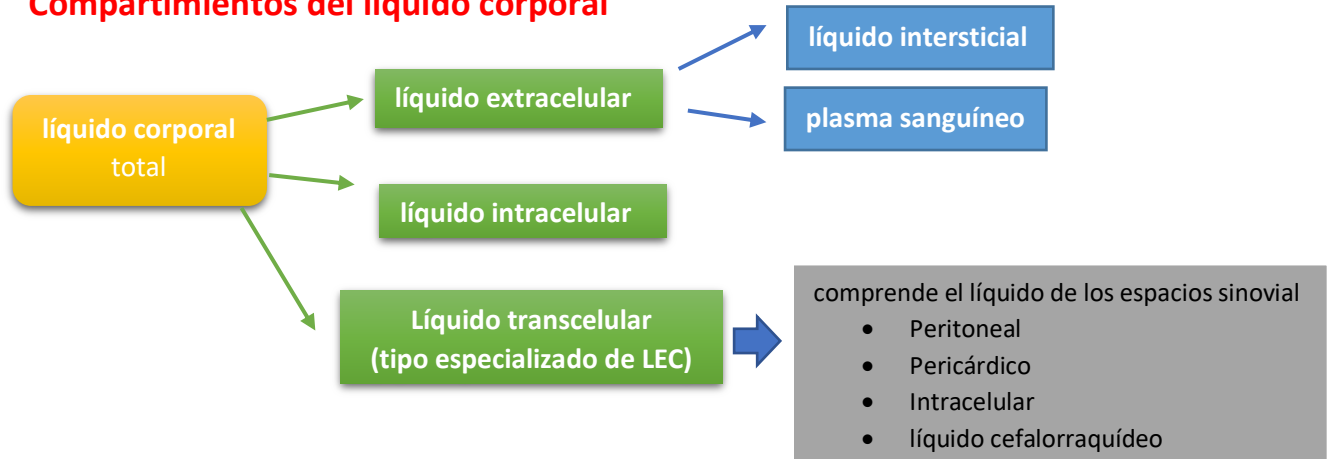 Compartimientos del líquido corporal
líquido corporal
total
líquido extracelular
líquido intersticial
plasma sanguíneo
líquido intracelular
Líquido transcelular
(tipo especializado de LEC)
comprende el líquido de los espacios sinovial
• Peritoneal
• Pericárdico
• Intracelular
• líquido cefalorraquídeo